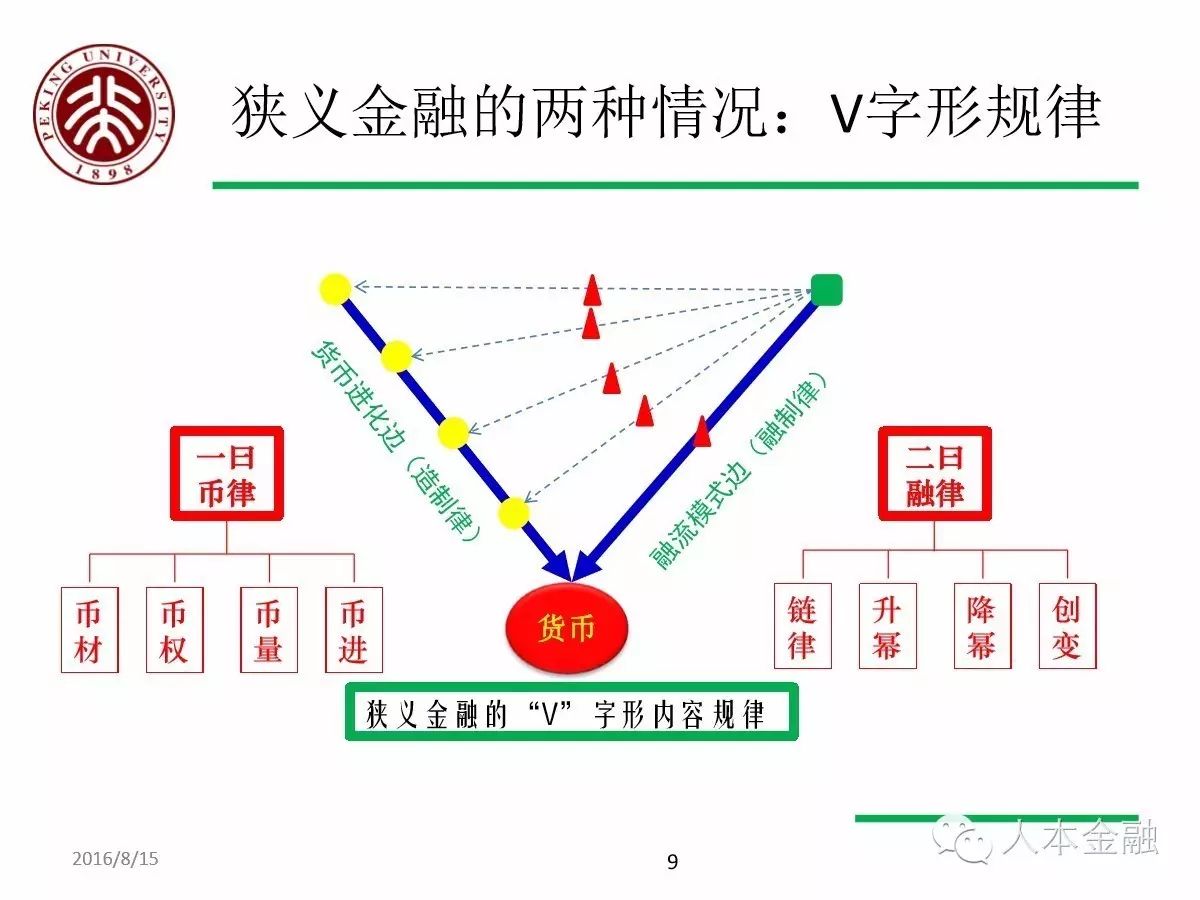 PEKING UNIVERSITY
1898
狭义金融的两种情况：V字形规律
货币进化边（造制律）
融流模式边（融制律）
一曰
币律
二曰
融律
币材
币权
币量
币进
链律
升幂
降幂
创变
货币
狭义金融的“V”字形内容规律
人本金融
2016/8/15
9